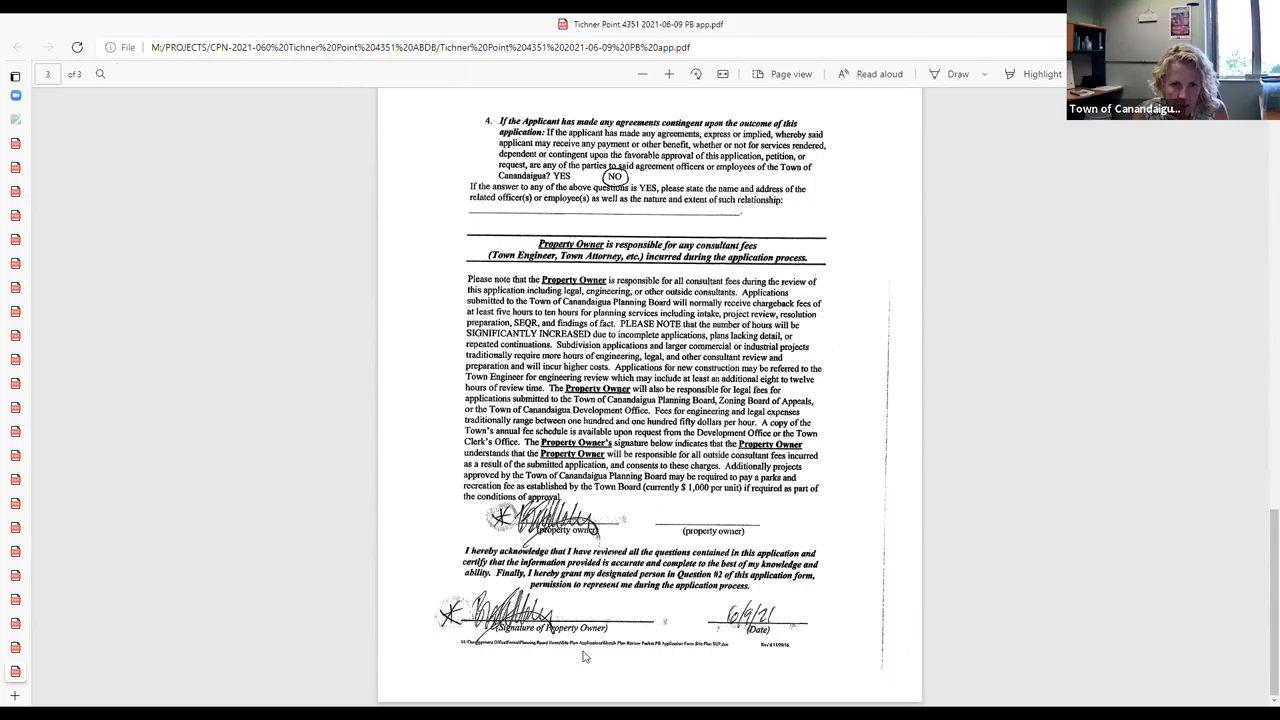 Tichner Point 4351 2021-06-09 PB app.pdf
File M:/PROJECTS/CPN-2021-060%20Tichner%20Point%204351%20ABDB/Tichner%20Point%204351%202021-06-09%20PB%20app.pdf
3 of 3 Page view Read aloud Draw Highlight
Town of Canandaigu...
4. If the Applicant has made any agreements contingent upon the outcome of this
application: If the applicant has made any agreements, express or implied, whereby said
applicant may receive any payment or other benefit, whether or not for services rendered,
dependent or contingent upon the favorable approval of this application, petition, or
request, are any of the parties to said agreement officers or employees of the Town of
Canandaigua? YES NO
If the answer to any of the above questions is YES, please state the name and address of the
related officer(s) or employee(s) as well as the nature and extent of such relationship:
Property Owner is responsible for any consultant fees
(Town Engineer, Town Attorney, etc.) incurred during the application process.
Please note that the Property Owner is responsible for all consultant fees during the review of
this application including legal, engineering, or other outside consultants. Applications
submitted to the Town of Canandaigua Planning Board will normally receive chargeback fees of
at least five hours to ten hours for planning services including intake, project review, resolution
preparation, SEQR, and findings of fact. PLEASE NOTE that the number of hours will be
SIGNIFICANTLY INCREASED due to incomplete applications, plans lacking detail, or
repeated continuations. Subdivision applications and larger commercial or industrial projects
traditionally require more hours of engineering, legal, and other consultant review and
preparation and will incur higher costs. Applications for new construction may be referred to the
Town Engineer for engineering review which may include at least an additional eight to twelve
hours of review time. The Property Owner will also be responsible for legal fees for
applications submitted to the Town of Canandaigua Planning Board, Zoning Board of Appeals,
or the Town of Canandaigua Development Office. Fees for engineering and legal expenses
traditionally range between one hundred and one hundred fifty dollars per hour. A copy of the
Town's annual fee schedule is available upon request from the Development Office or the Town
Clerk's Office. The Property Owner's signature below indicates that the Property Owner
understands that the Property Owner will be responsible for all outside consultant fees incurred
as a result of the submitted application, and consents to these charges. Additionally projects
approved by the Town of Canandaigua Planning Board may be required to pay a parks and
recreation fee as established by the Town Board (currently $ 1,000 per unit) if required as part of
the conditions of approval.
(property owner) (property owner)
I hereby acknowledge that I have reviewed all the questions contained in this application and
certify that the information provided is accurate and complete to the best of my knowledge and
ability. Finally, I hereby grant my designated person in Question #2 of this application form,
permission to represent me during the application process.
6/9/21
(Signature of Property Owner) (Date)